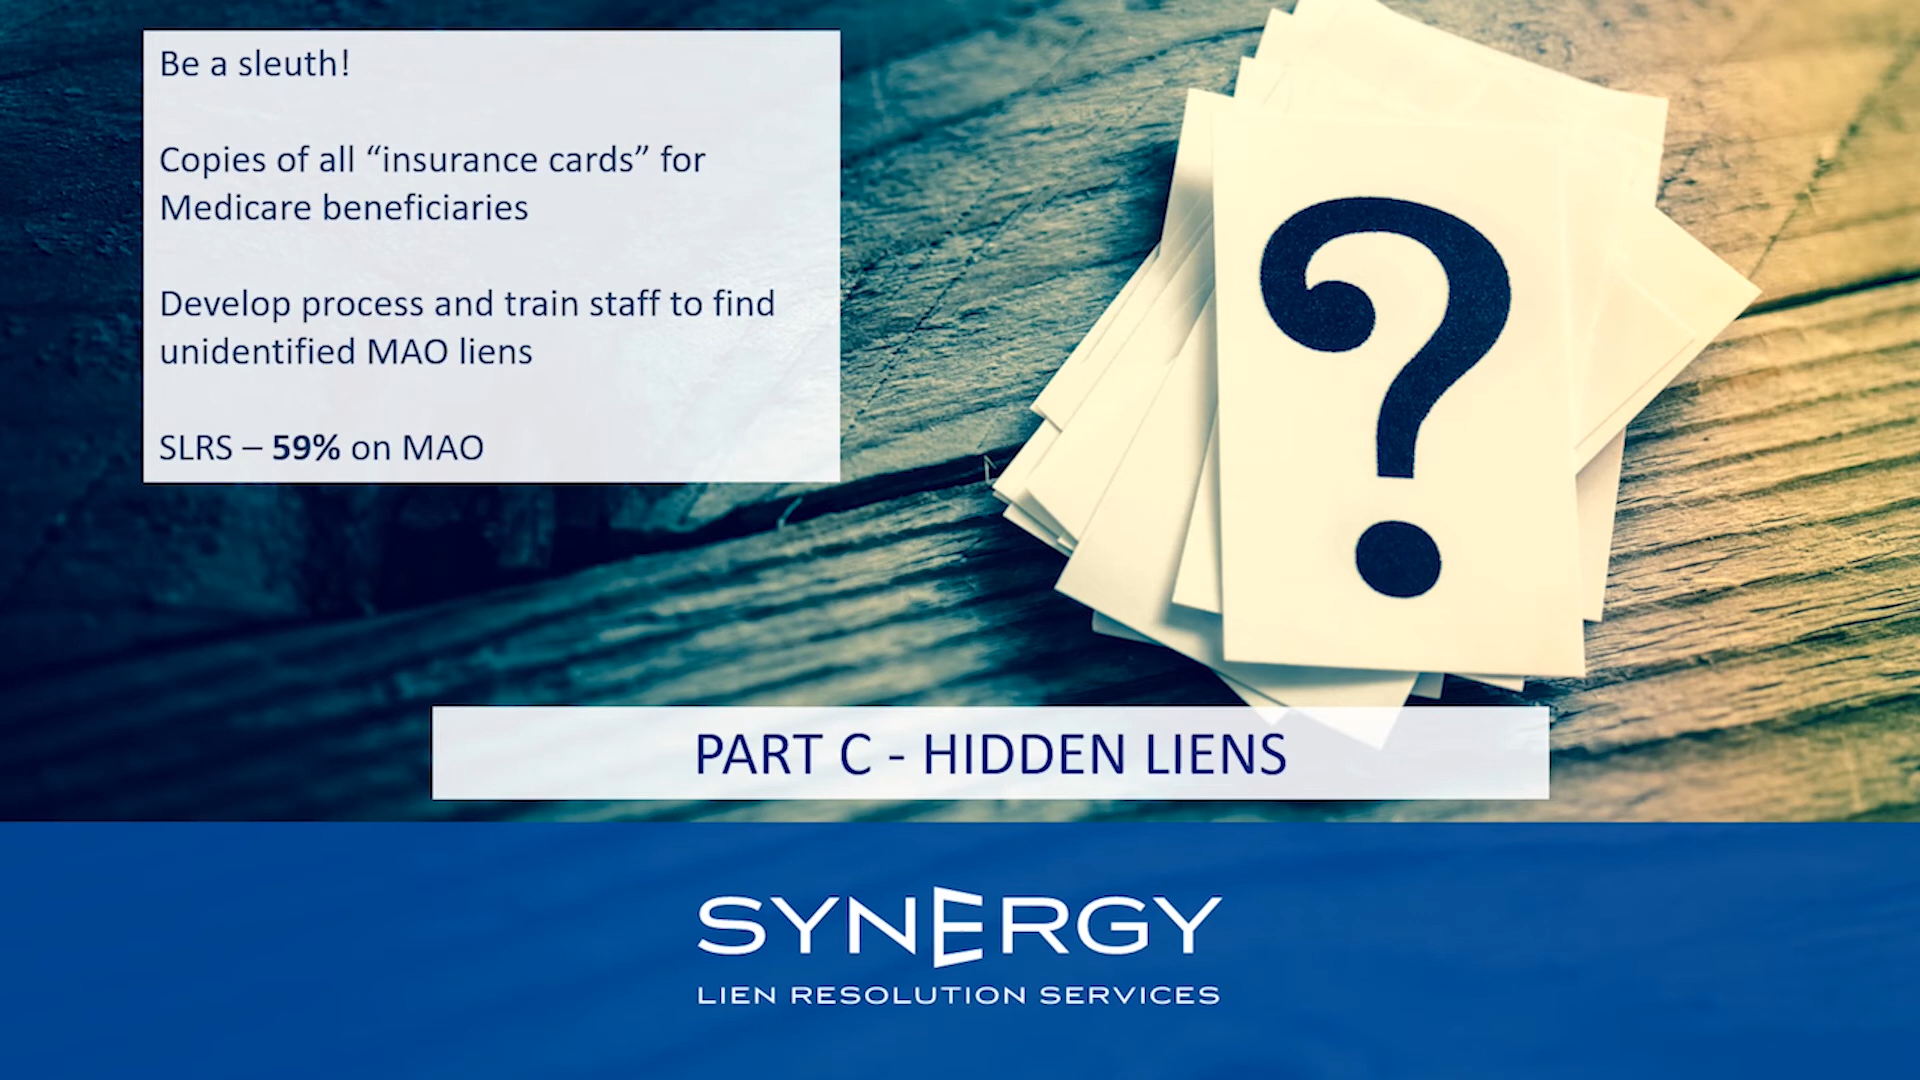 Be a sleuth!
Copies of all “insurance cards” for
Medicare beneficiaries
Develop process and train staff to find
unidentified MAO liens
SLRS – 59% on MAO
?
PART C - HIDDEN LIENS
SYNERGY
LIEN RESOLUTION SERVICES